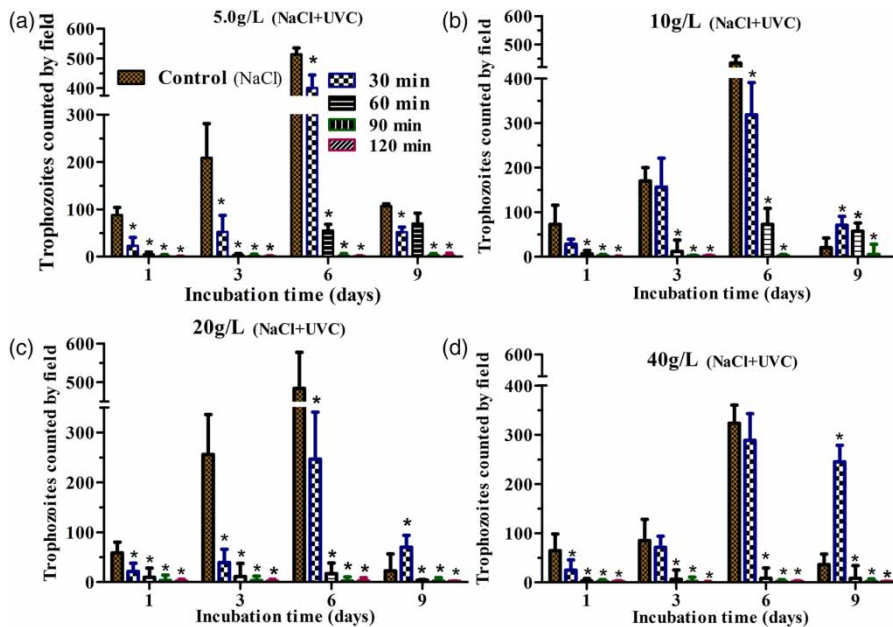 (a)
5.0g/L (NaCl+UVC)
Trophozoites counted by field
500
400
300
200
100
0
Control (NaCl)
30 min
60 min
90 min
120 min
* * * *
* * * *
* * * *
* * *
1 3 6 9
Incubation time (days)
(b)
10g/L (NaCl+UVC)
Trophozoites counted by field
500
400
300
200
100
0
* * *
* * *
* * *
* * *
1 3 6 9
Incubation time (days)
(c)
20g/L (NaCl+UVC)
Trophozoites counted by field
600
500
400
300
200
100
0
* * * *
* * * *
* * * *
* * * *
1 3 6 9
Incubation time (days)
(d)
40g/L (NaCl+UVC)
Trophozoites counted by field
600
400
300
200
100
0
* * * *
* * *
* * *
* * * *
1 3 6 9
Incubation time (days)